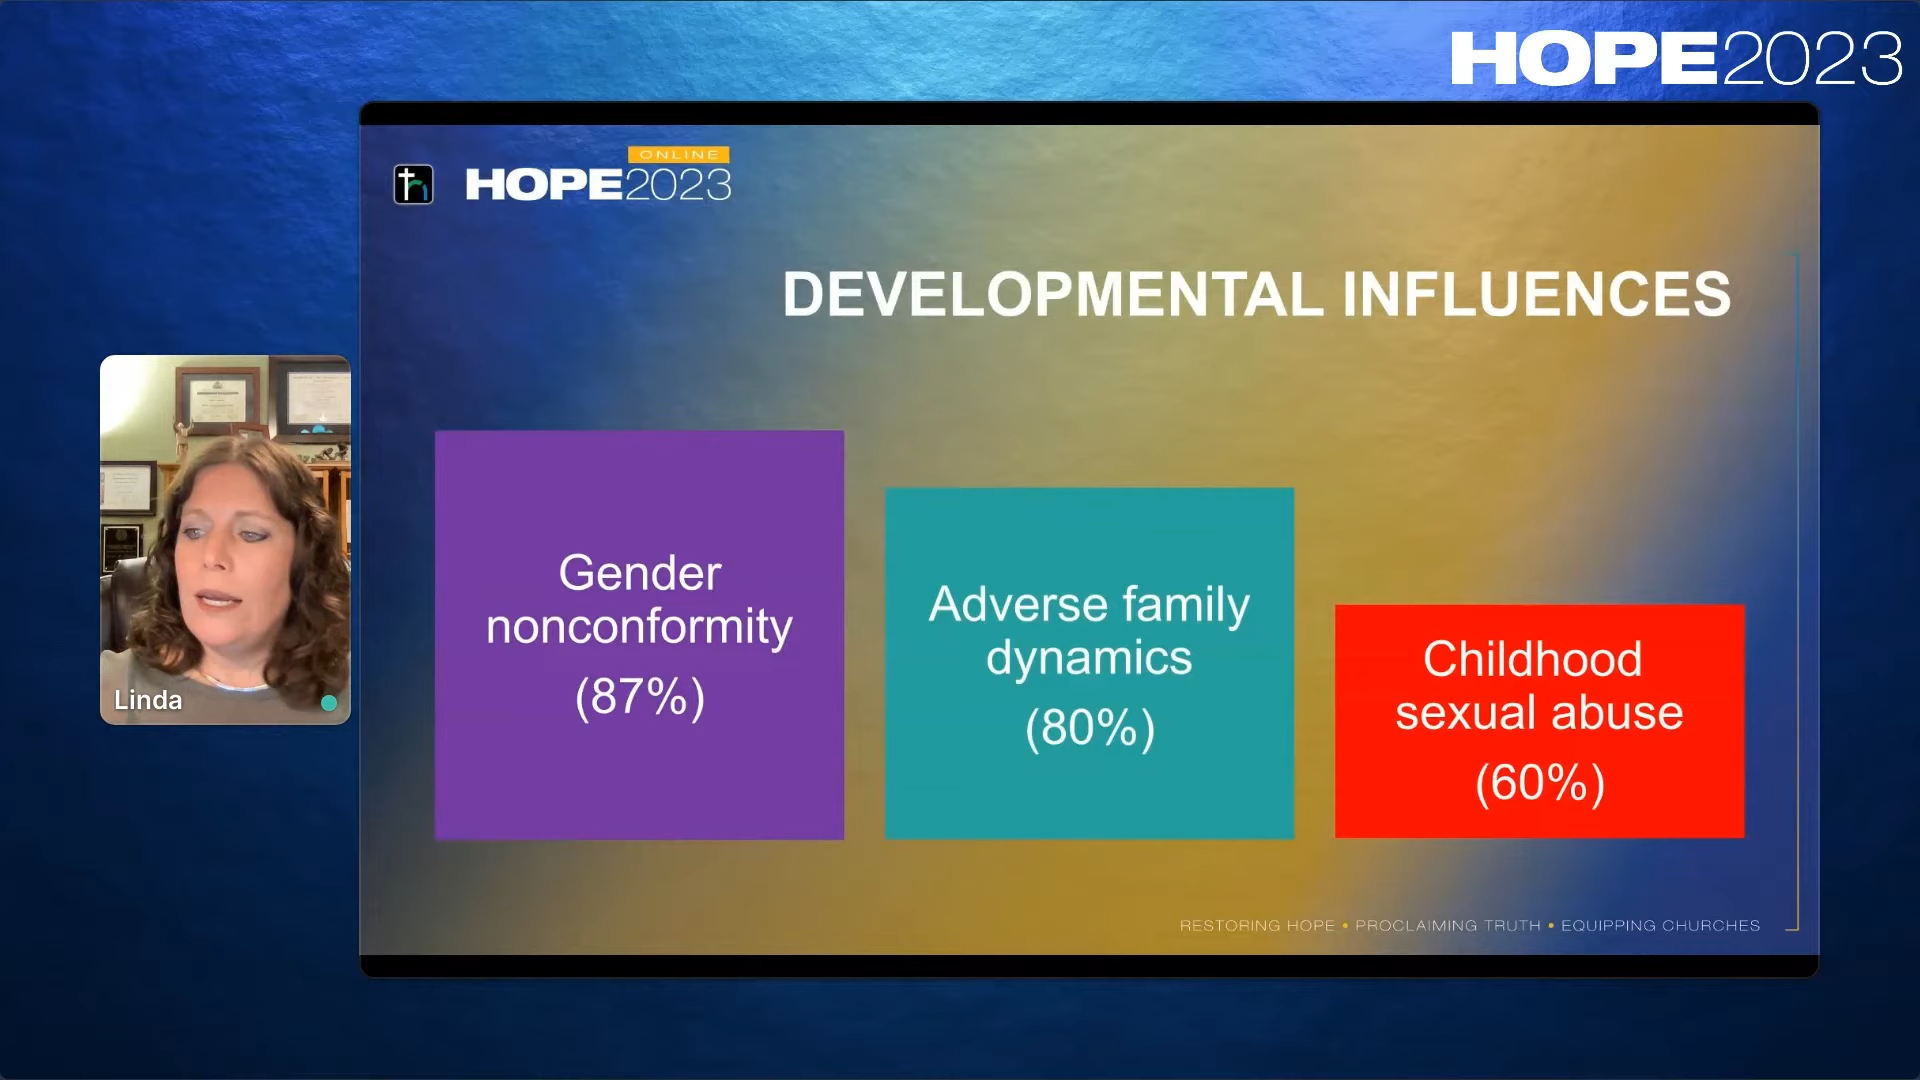 HOPE2023
ONLINE
HOPE2023
DEVELOPMENTAL INFLUENCES
Gender
nonconformity
(87%)
Adverse family
dynamics
(80%)
Childhood
sexual abuse
(60%)
Linda
RESTORING HOPE • PROCLAIMING TRUTH • EQUIPPING CHURCHES